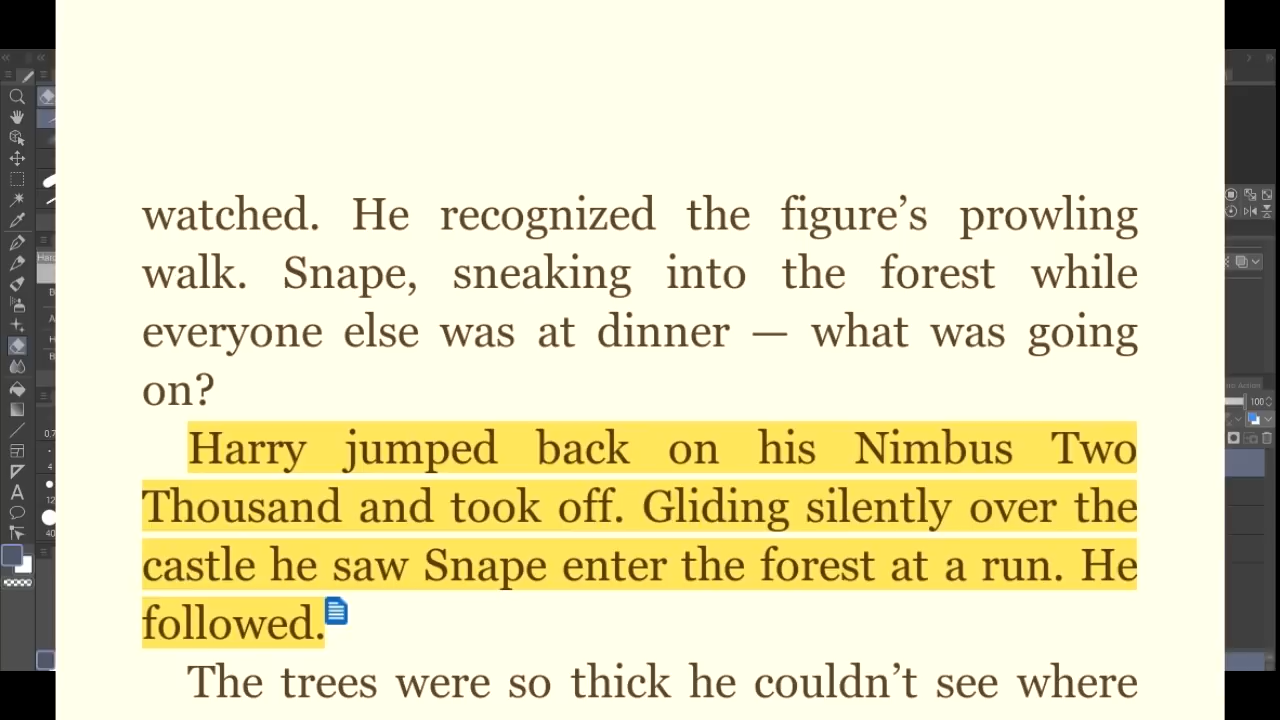 watched. He recognized the figure’s prowling
walk. Snape, sneaking into the forest while
everyone else was at dinner — what was going
on?
Harry jumped back on his Nimbus Two
Thousand and took off. Gliding silently over the
castle he saw Snape enter the forest at a run. He
followed.
The trees were so thick he couldn’t see where
100